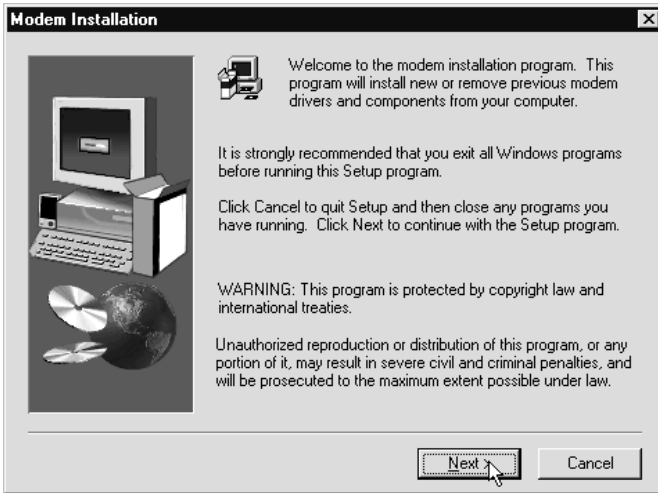 Modem Installation
Welcome to the modem installation program. This
program will install new or remove previous modem
drivers and components from your computer.
It is strongly recommended that you exit all Windows programs
before running this Setup program.
Click Cancel to quit Setup and then close any programs you
have running. Click Next to continue with the Setup program.
WARNING: This program is protected by copyright law and
international treaties.
Unauthorized reproduction or distribution of this program, or any
portion of it, may result in severe civil and criminal penalties, and
will be prosecuted to the maximum extent possible under law.
Next > Cancel